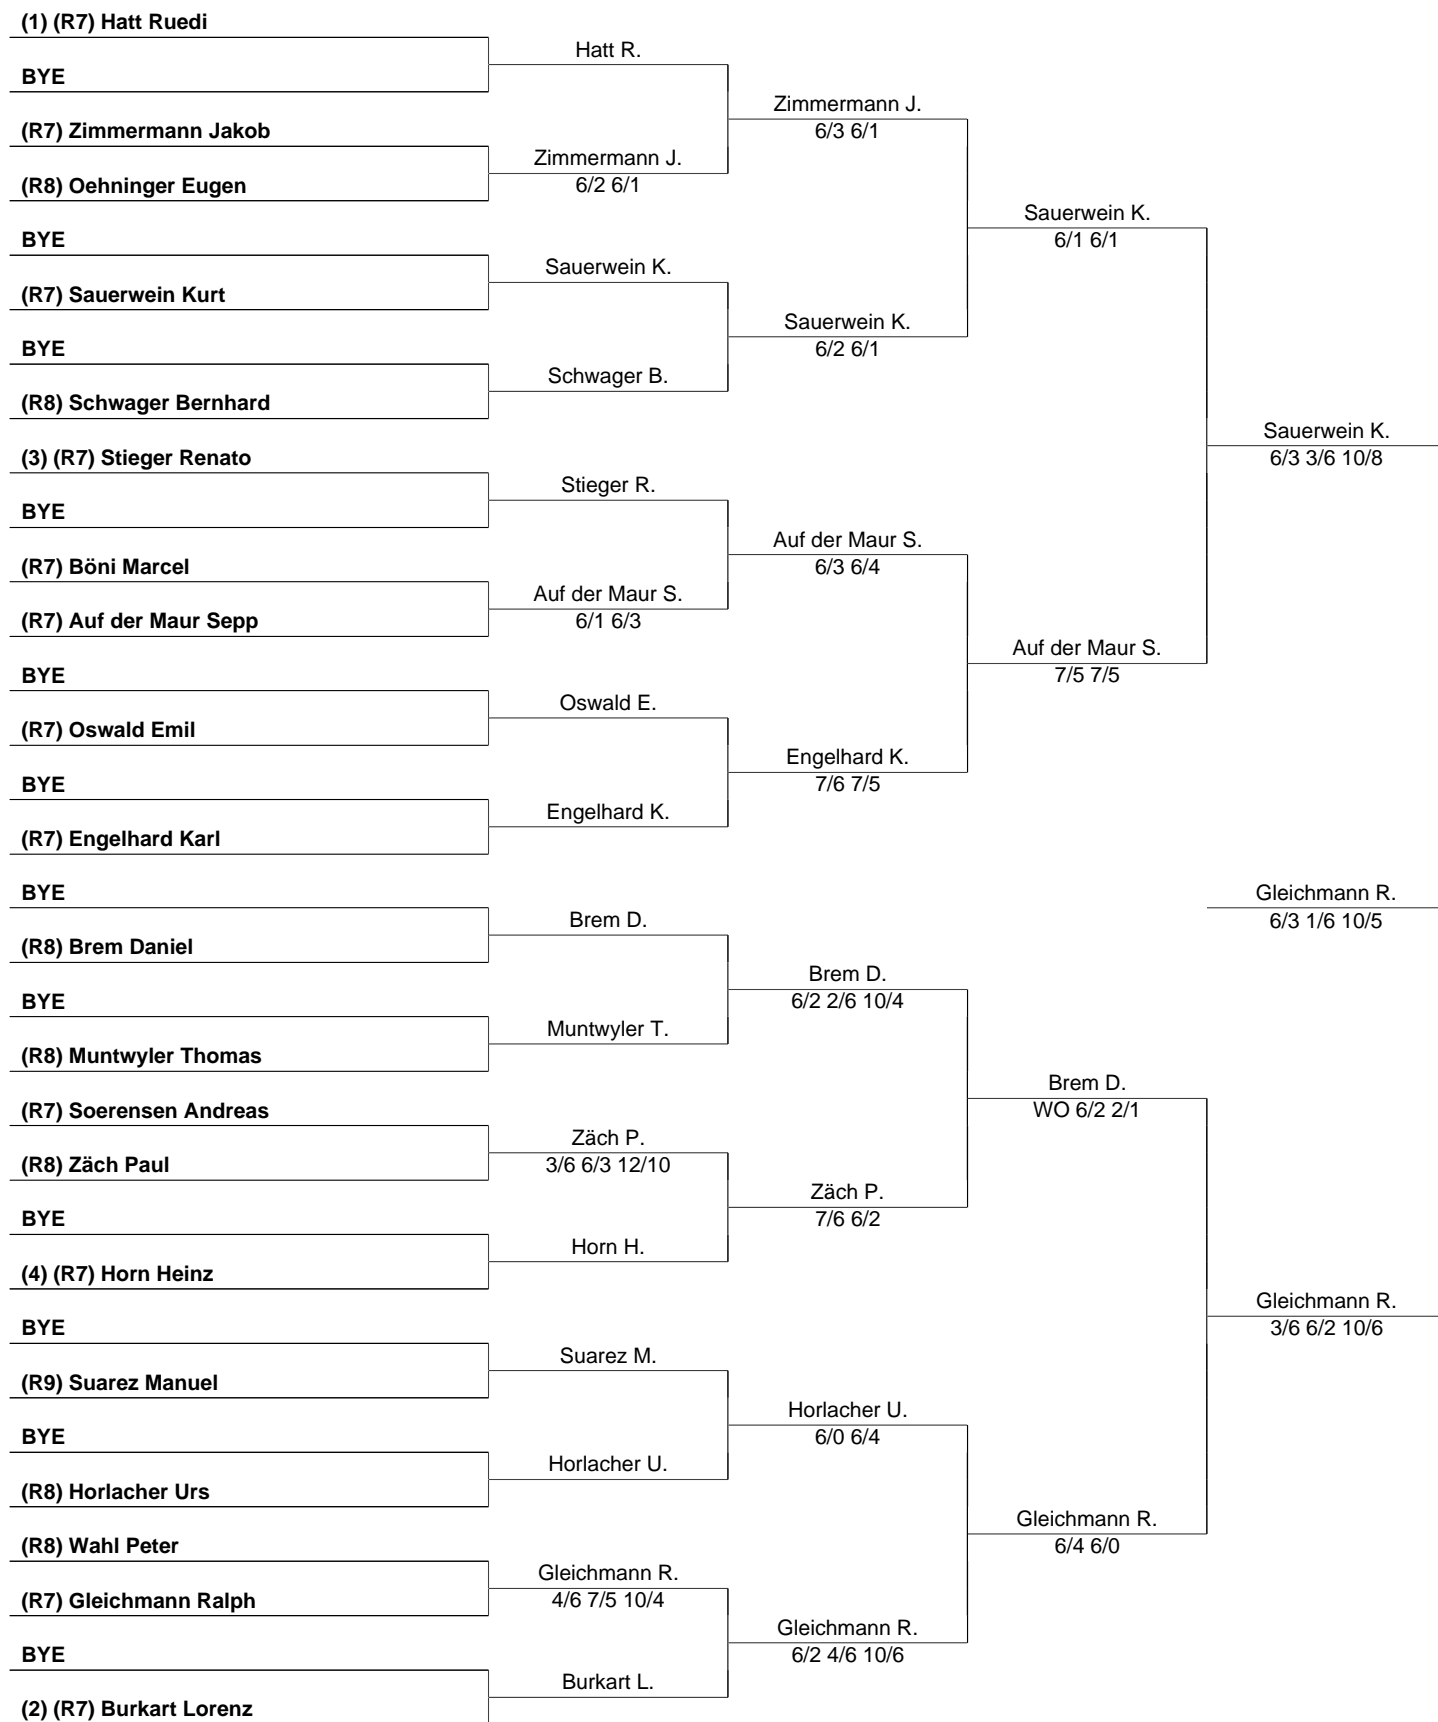 (1) (R7) Hatt Ruedi
Hatt R.
BYE
Zimmermann J.
6/3 6/1
(R7) Zimmermann Jakob
Zimmermann J.
6/2 6/1
(R8) Oehninger Eugen
Sauerwein K.
6/1 6/1
BYE
Sauerwein K.
(R7) Sauerwein Kurt
Sauerwein K.
6/2 6/1
BYE
Schwager B.
(R8) Schwager Bernhard
Sauerwein K.
6/3 3/6 10/8
(3) (R7) Stieger Renato
Stieger R.
BYE
Auf der Maur S.
6/3 6/4
(R7) Böni Marcel
Auf der Maur S.
6/1 6/3
(R7) Auf der Maur Sepp
Auf der Maur S.
7/5 7/5
BYE
Oswald E.
(R7) Oswald Emil
Engelhard K.
7/6 7/5
BYE
Engelhard K.
(R7) Engelhard Karl
BYE
Gleichmann R.
6/3 1/6 10/5
Brem D.
(R8) Brem Daniel
Brem D.
6/2 2/6 10/4
BYE
Muntwyler T.
(R8) Muntwyler Thomas
Brem D.
WO 6/2 2/1
(R7) Soerensen Andreas
Zäch P.
3/6 6/3 12/10
(R8) Zäch Paul
Zäch P.
7/6 6/2
BYE
Horn H.
(4) (R7) Horn Heinz
Gleichmann R.
3/6 6/2 10/6
BYE
Suarez M.
(R9) Suarez Manuel
Horlacher U.
6/0 6/4
BYE
Horlacher U.
(R8) Horlacher Urs
Gleichmann R.
6/4 6/0
(R8) Wahl Peter
Gleichmann R.
4/6 7/5 10/4
(R7) Gleichmann Ralph
Gleichmann R.
6/2 4/6 10/6
BYE
Burkart L.
(2) (R7) Burkart Lorenz